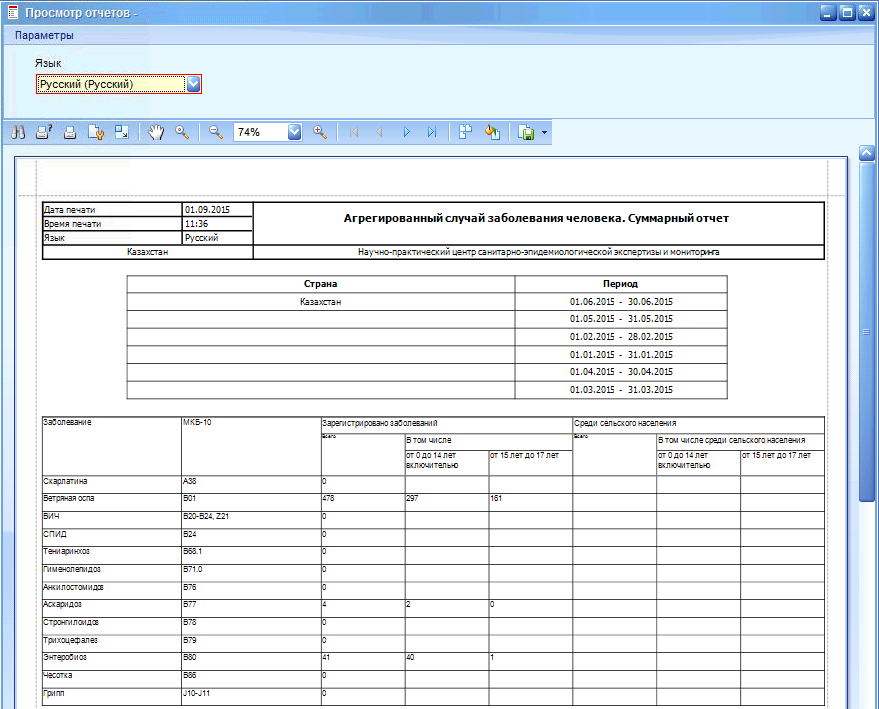 Просмотр отчетов -
Параметры
Язык
Русский (Русский)
74%
Дата печати 01.09.2015
Время печати 11:36
Язык Русский
Агрегированный случай заболевания человека. Суммарный отчет
Казахстан Научно-практический центр санитарно-эпидемиологической экспертизы и мониторинга
Страна Период
Казахстан 01.06.2015 - 30.06.2015
01.05.2015 - 31.05.2015
01.02.2015 - 28.02.2015
01.01.2015 - 31.01.2015
01.04.2015 - 30.04.2015
01.03.2015 - 31.03.2015
Заболевание МКБ-10 Зарегистрировано заболеваний Среди сельского населения
Всего В том числе Всего В том числе среди сельского населения
от 0 до 14 лет включительно от 15 лет до 17 лет от 0 до 14 лет включительно от 15 лет до 17 лет
Скарлатина A38 0
Ветряная оспа B01 478 297 161
ВИЧ B20-B24, Z21 0
СПИД B24 0
Тениаринхоз B68.1 0
Гименолепидоз B71.0 0
Анкилостомидоз B76 0
Аскаридоз B77 4 2 0
Стронгилоидоз B78 0
Трихоцефалез B79 0
Энтеробиоз B80 41 40 1
Чесотка B86 0
Грипп J10-J11 0